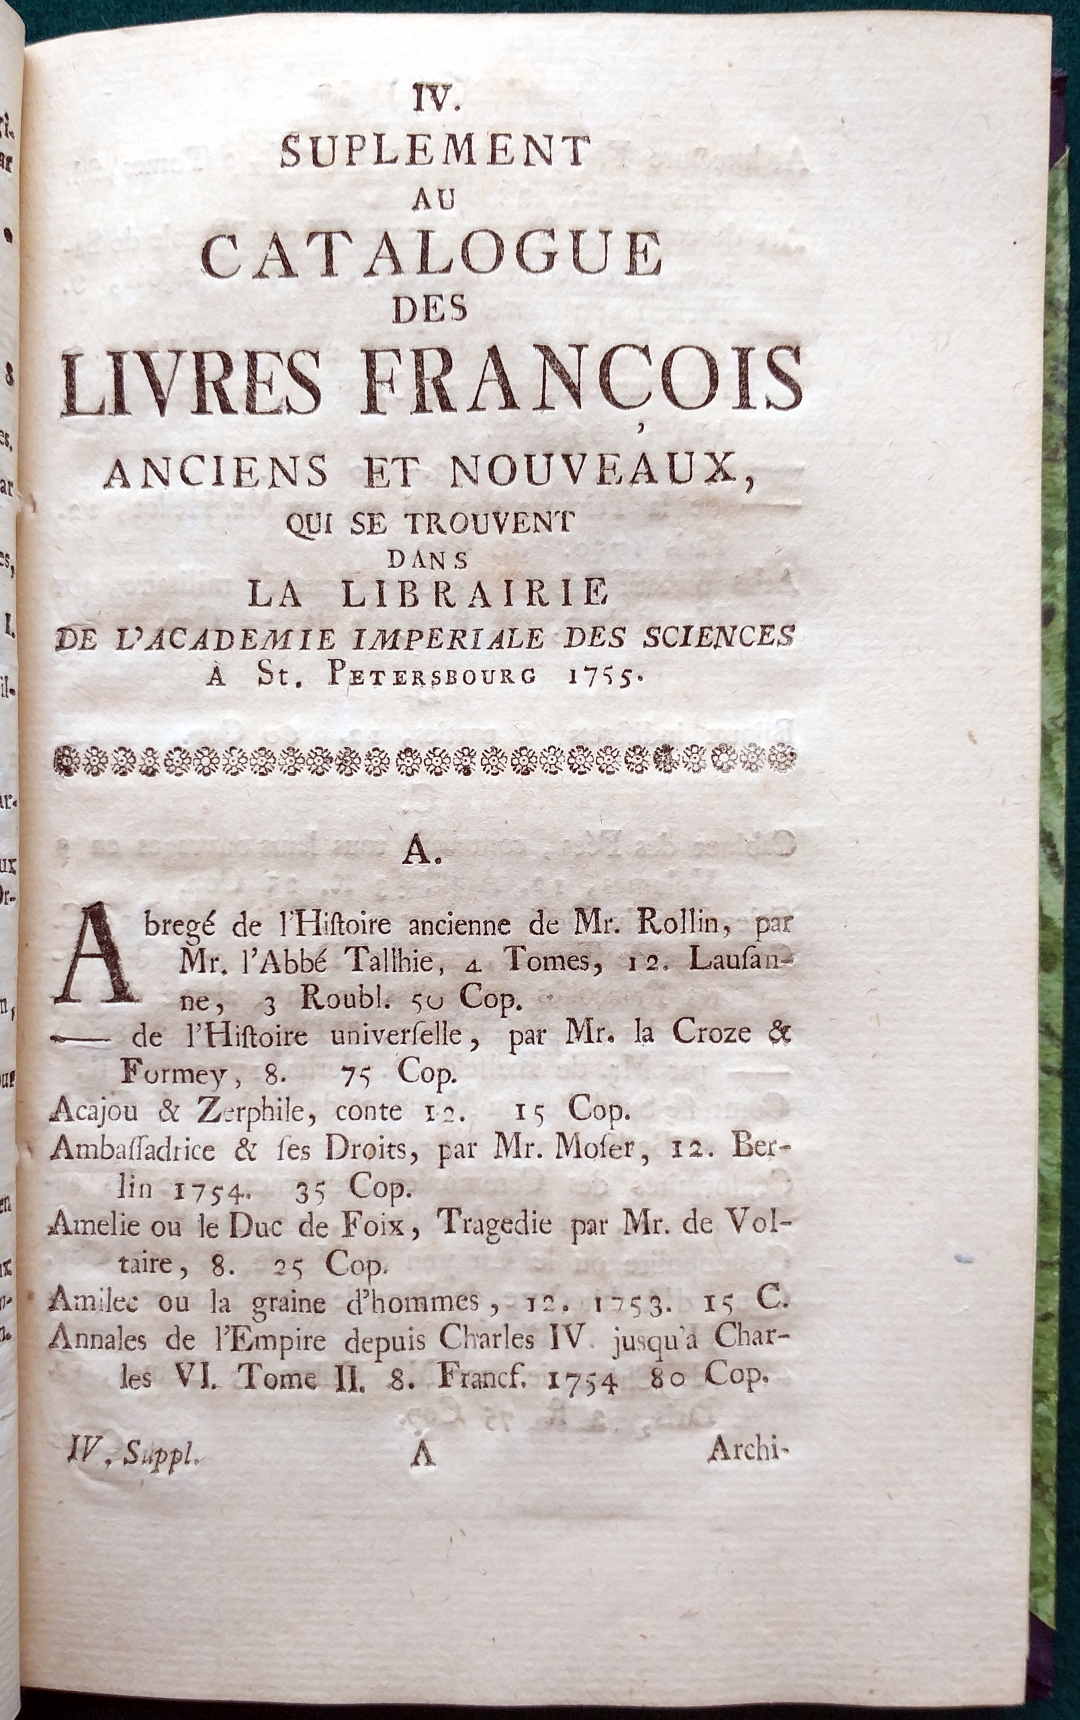 IV.
SUPLEMENT
AU
CATALOGUE
DES
LIVRES FRANÇOIS
ANCIENS ET NOUVEAUX,
QUI SE TROUVENT
DANS
LA LIBRAIRIE
DE L'ACADEMIE IMPERIALE DES SCIENCES
À St. PETERSBOURG 1755.
A.
Abregé de l'Hiſtoire ancienne de Mr. Rollin, par
Mr. l'Abbé Tallhie, 4 Tomes, 12. Lauſan-
ne, 3 Roubl. 50 Cop.
— de l'Hiſtoire univerſelle, par Mr. la Croze &
Formey, 8. 75 Cop.
Acajou & Zerphile, conte 12. 15 Cop.
Ambaſſadrice & ſes Droits, par Mr. Moſer, 12. Ber-
lin 1754. 35 Cop.
Amelie ou le Duc de Foix, Tragedie par Mr. de Vol-
taire, 8. 25 Cop.
Amilec ou la graine d'hommes, 12. 1753. 15 C.
Annales de l'Empire depuis Charles IV. jusqu'a Char-
les VI. Tome II. 8. Francf. 1754 80 Cop.
IV. Suppl. A Archi-